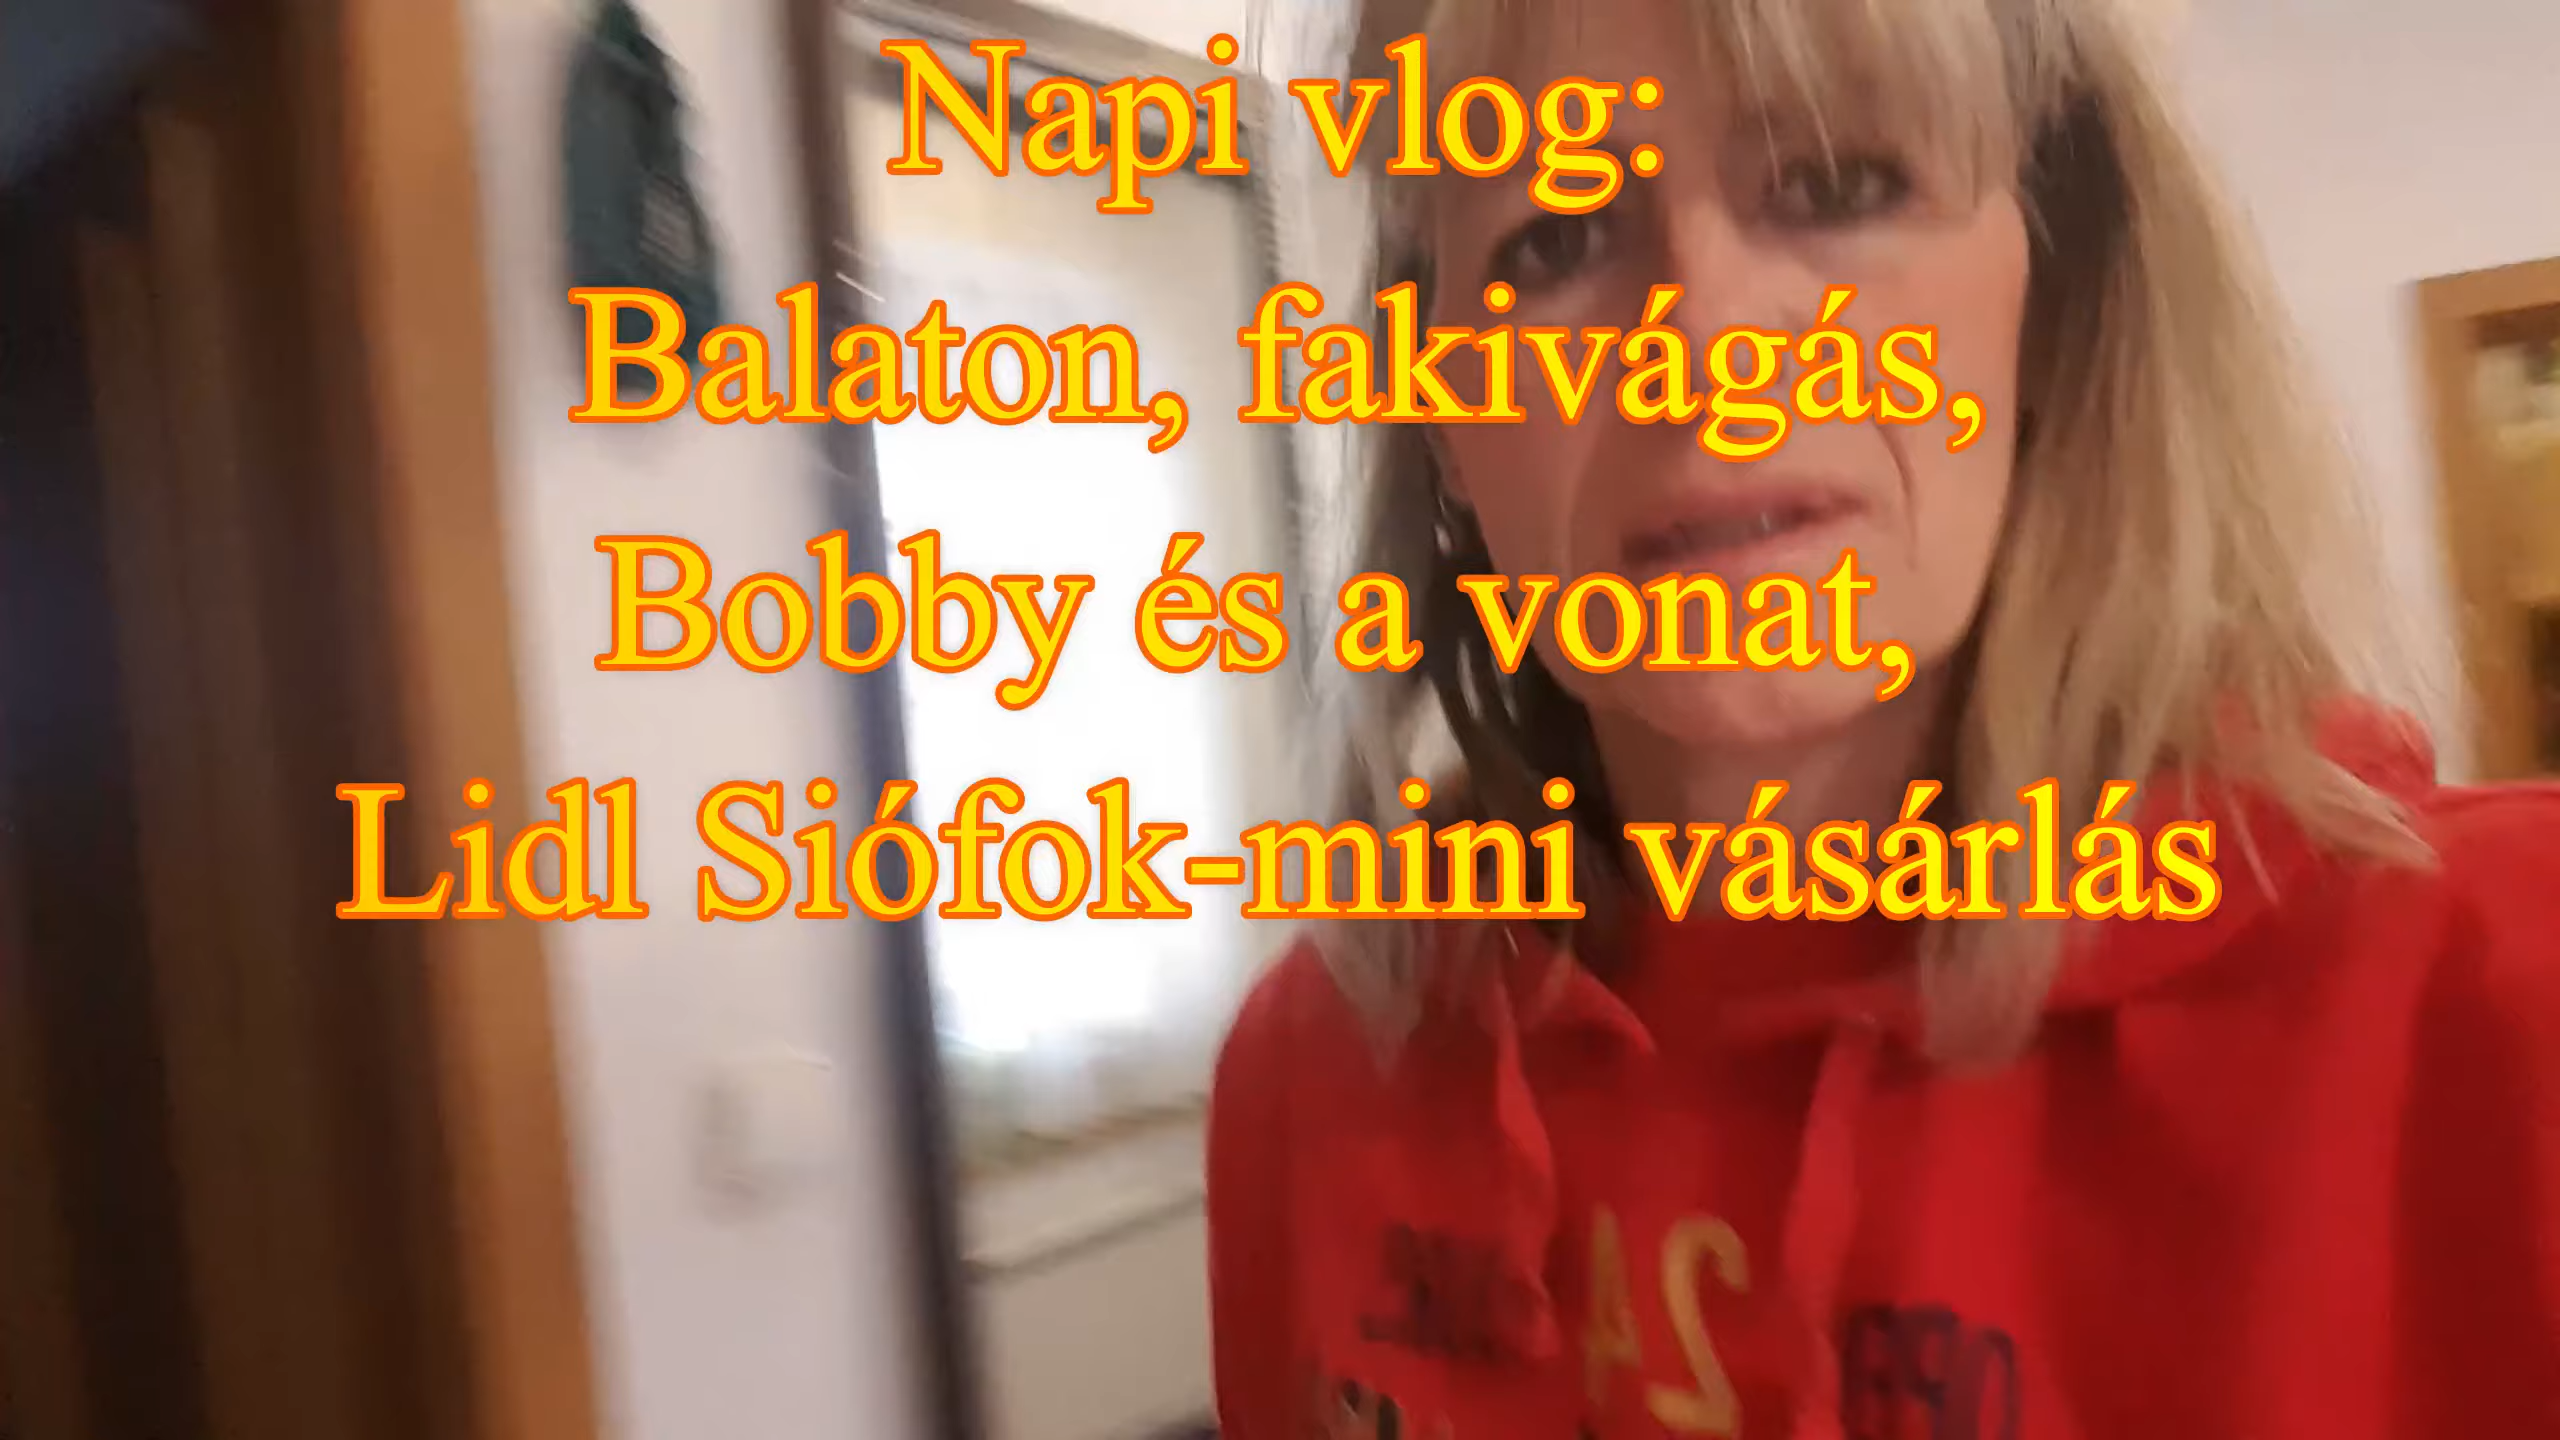 Napi vlog:
Balaton, fakivágás,
Bobby és a vonat,
Lidl Siófok-mini vásárlás